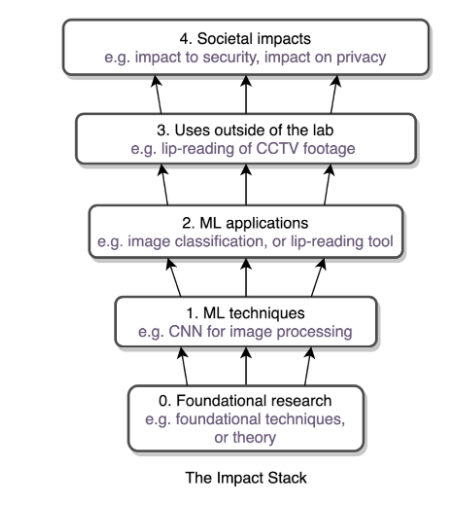 4. Societal impacts
e.g. impact to security, impact on privacy
3. Uses outside of the lab
e.g. lip-reading of CCTV footage
2. ML applications
e.g. image classification, or lip-reading tool
1. ML techniques
e.g. CNN for image processing
0. Foundational research
e.g. foundational techniques,
or theory
The Impact Stack